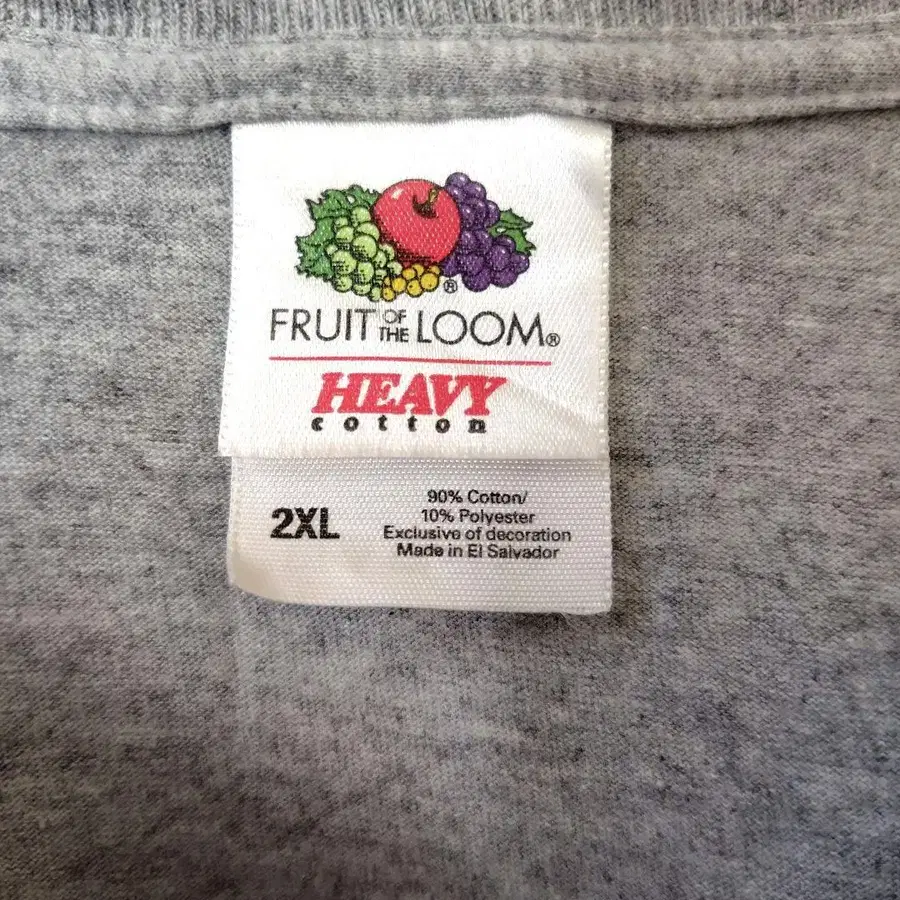 ®
FRUIT OF THE LOOM®
HEAVY
cotton
2XL
90% Cotton/
10% Polyester
Exclusive of decoration
Made in El Salvador